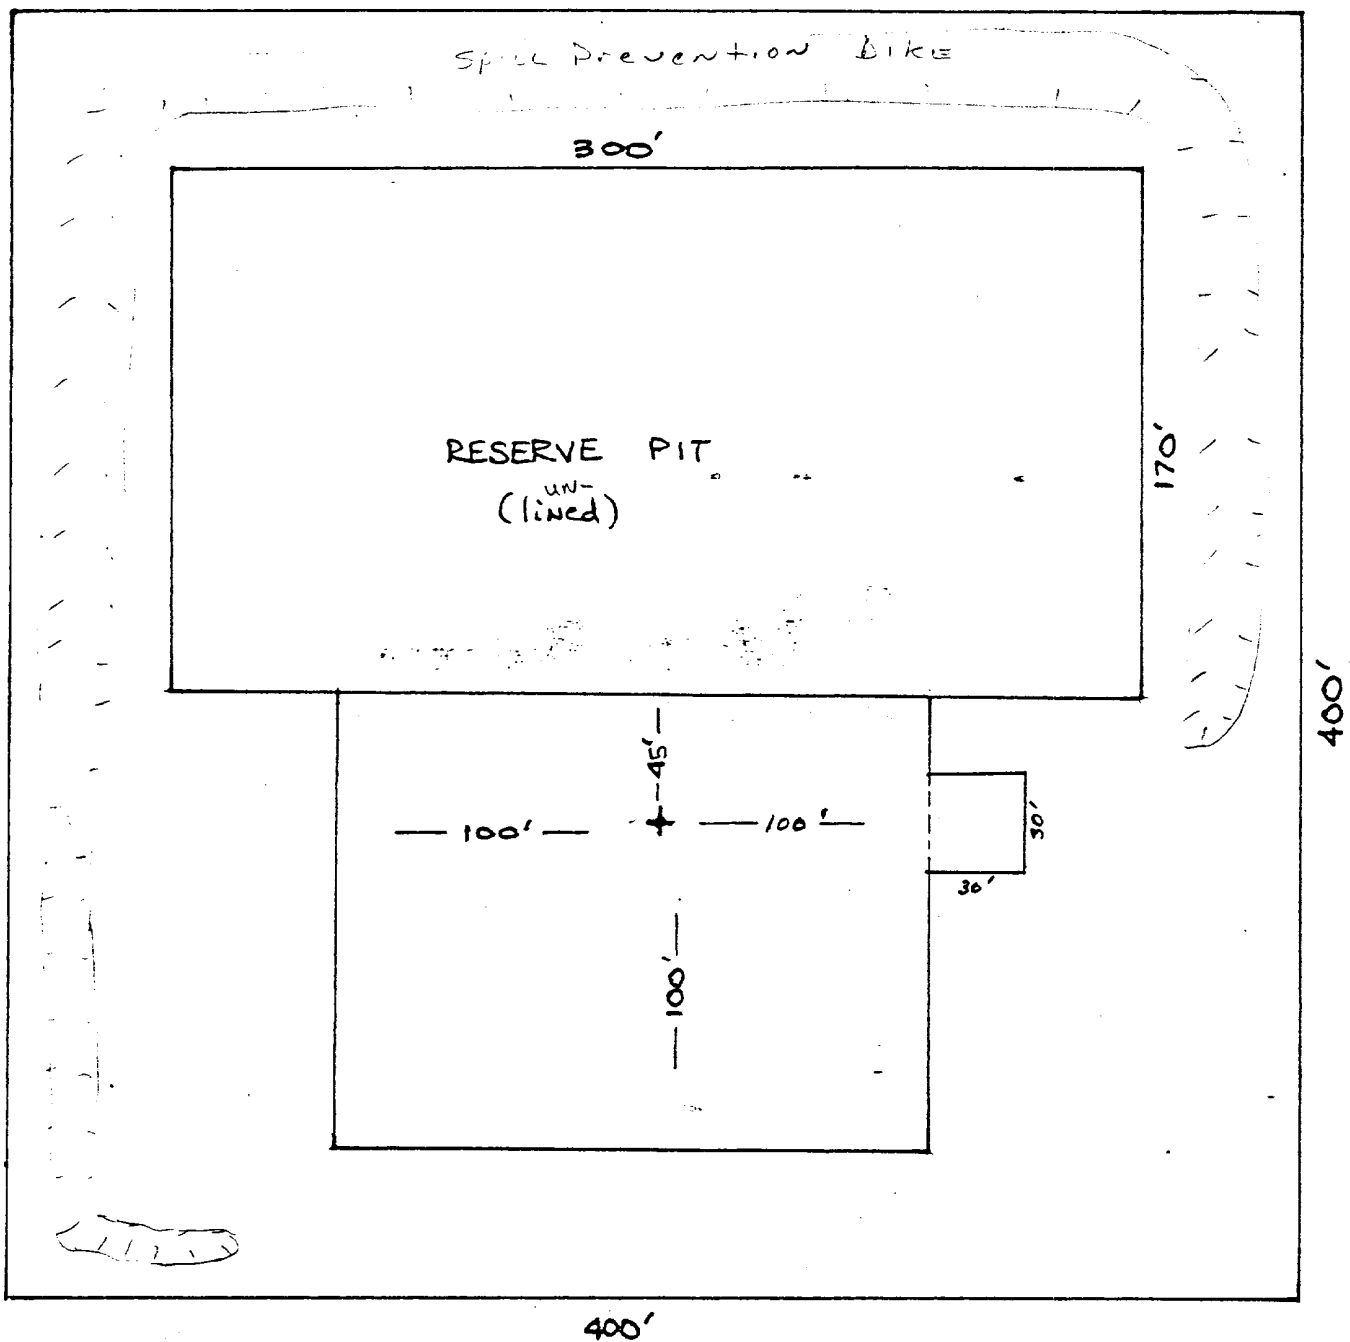 Spill Prevention DIKE
300'
RESERVE PIT
un-
(lined)
170'
400'
45'
100'
100'
30'
30'
100'
400'